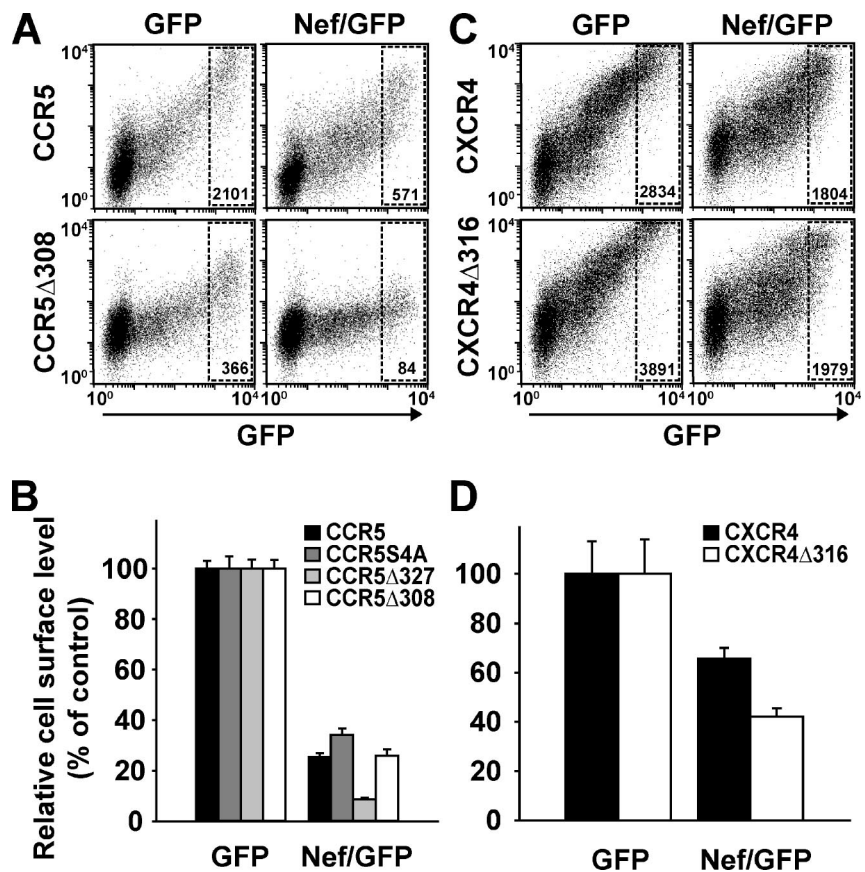 A
GFP
Nef/GFP
C
GFP
Nef/GFP
10⁴
CCR5
10⁰
2101
571
10⁴
CXCR4
10⁰
2834
1804
10⁴
CCR5Δ308
10⁰
366
84
10⁴
CXCR4Δ316
10⁰
3891
1979
10⁰
10⁴ 10⁰
10⁴
10⁰
10⁴ 10⁰
10⁴
GFP
GFP
B
Relative cell surface level
(% of control)
100
80
60
40
20
0
CCR5
CCR5S4A
CCR5Δ327
CCR5Δ308
GFP
Nef/GFP
D
100
80
60
40
20
0
CXCR4
CXCR4Δ316
GFP
Nef/GFP